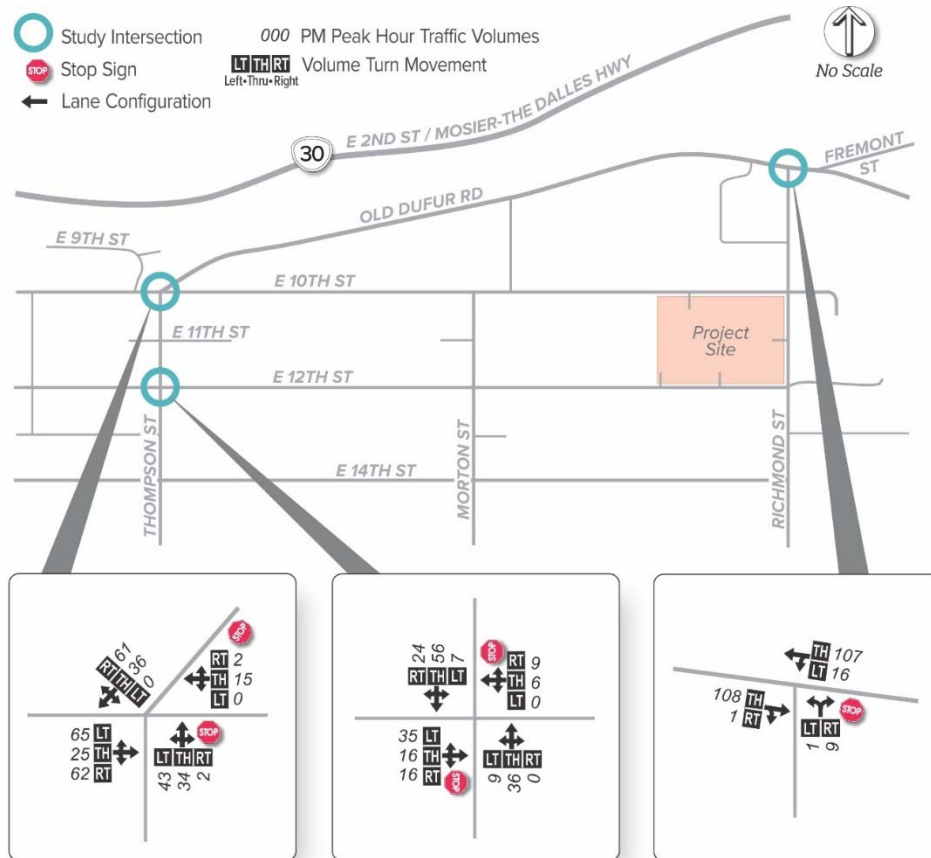 Study Intersection
STOP Stop Sign
Lane Configuration
000 PM Peak Hour Traffic Volumes
LT TH RT Volume Turn Movement
Left•Thru•Right
No Scale
E 2ND ST / MOSIER-THE DALLES HWY
30
FREMONT
ST
OLD DUFUR RD
E 9TH ST
E 10TH ST
E 11TH ST
E 12TH ST
E 14TH ST
Project
Site
THOMPSON ST
MORTON ST
RICHMOND ST
STOP
61 36 0
RT TH LT
RT 2
TH 15
LT 0
65 LT
25 TH
62 RT
STOP
LT TH RT
43 34 2
24 56 7
RT TH LT
STOP
RT 9
TH 6
LT 0
35 LT
16 TH
16 RT
STOP
LT TH RT
9 36 0
TH 107
LT 16
108 TH
1 RT
STOP
LT RT
1 9